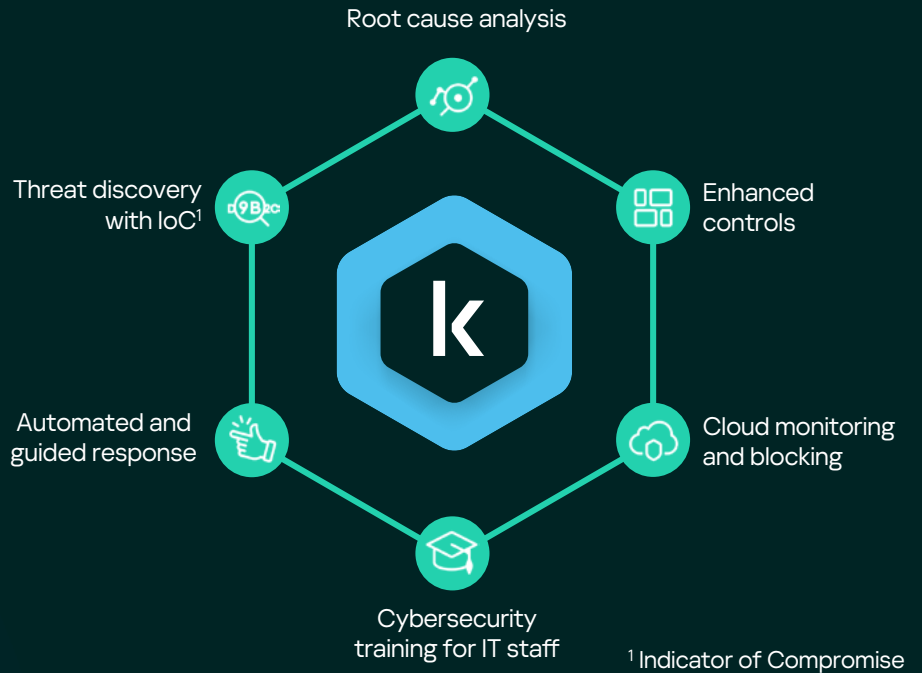 Root cause analysis
Threat discovery
with IoC¹
D9B2C
Enhanced
controls
k
Automated and
guided response
Cloud monitoring
and blocking
Cybersecurity
training for IT staff
¹ Indicator of Compromise